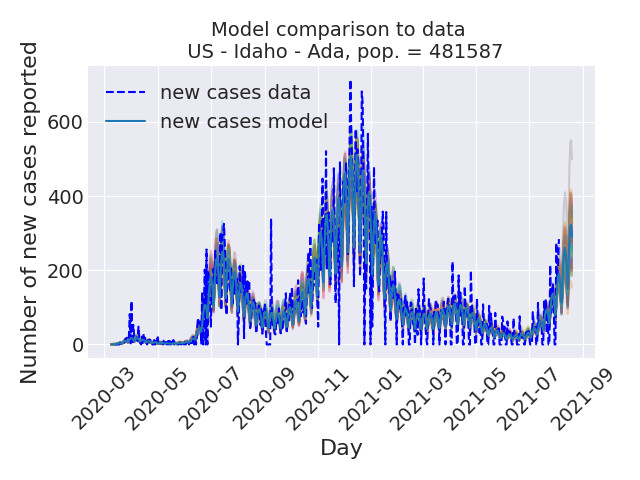 Model comparison to data
US - Idaho - Ada, pop. = 481587
new cases data
new cases model
Number of new cases reported
600
400
200
0
2020-03
2020-05
2020-07
2020-09
2020-11
2021-01
2021-03
2021-05
2021-07
2021-09
Day